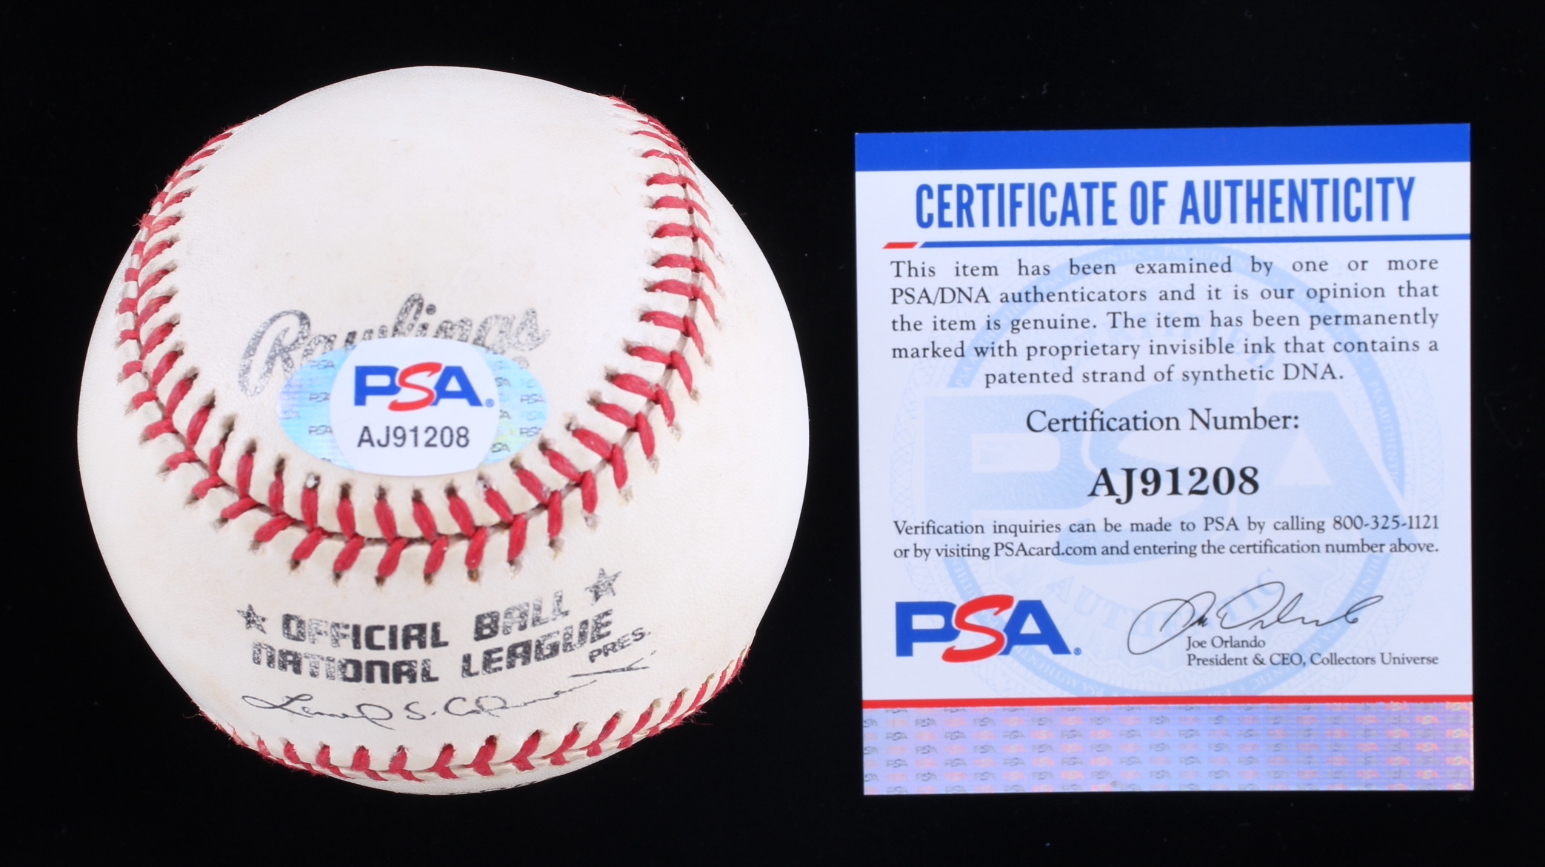 Rawlings
PSA
AJ91208
OFFICIAL BALL
NATIONAL LEAGUE
PRES.
CERTIFICATE OF AUTHENTICITY
This item has been examined by one or more
PSA/DNA authenticators and it is our opinion that
the item is genuine. The item has been permanently
marked with proprietary invisible ink that contains a
patented strand of synthetic DNA.
Certification Number:
AJ91208
Verification inquiries can be made to PSA by calling 800-325-1121
or by visiting PSAcard.com and entering the certification number above.
PSA
Joe Orlando
President & CEO, Collectors Universe